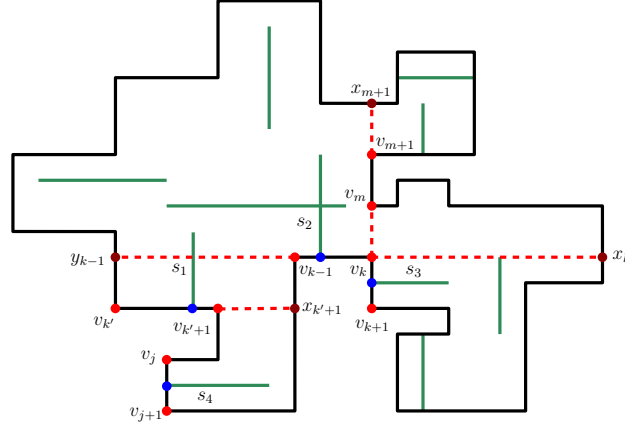 x_{m+1}
v_{m+1}
v_m
s_2
y_{k-1}
s_1
v_{k-1}
v_k
s_3
v_{k'}
v_{k'+1}
x_{k'+1}
v_{k+1}
v_j
s_4
v_{j+1}